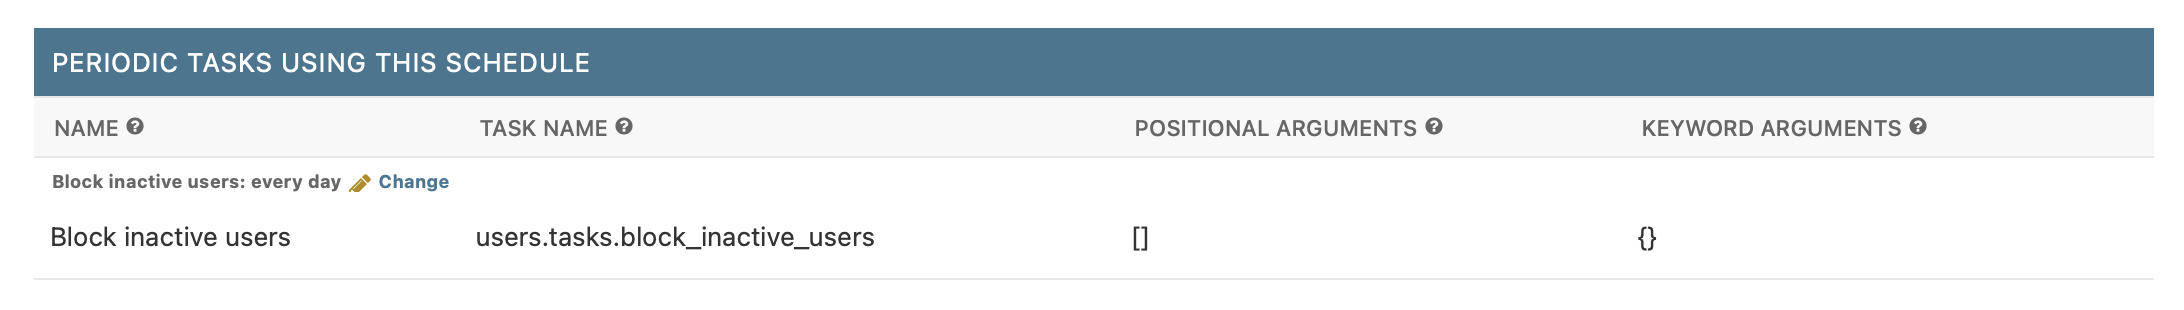 PERIODIC TASKS USING THIS SCHEDULE
NAME ? TASK NAME ? POSITIONAL ARGUMENTS ? KEYWORD ARGUMENTS ?
Block inactive users: every day Change
Block inactive users users.tasks.block_inactive_users [] {}